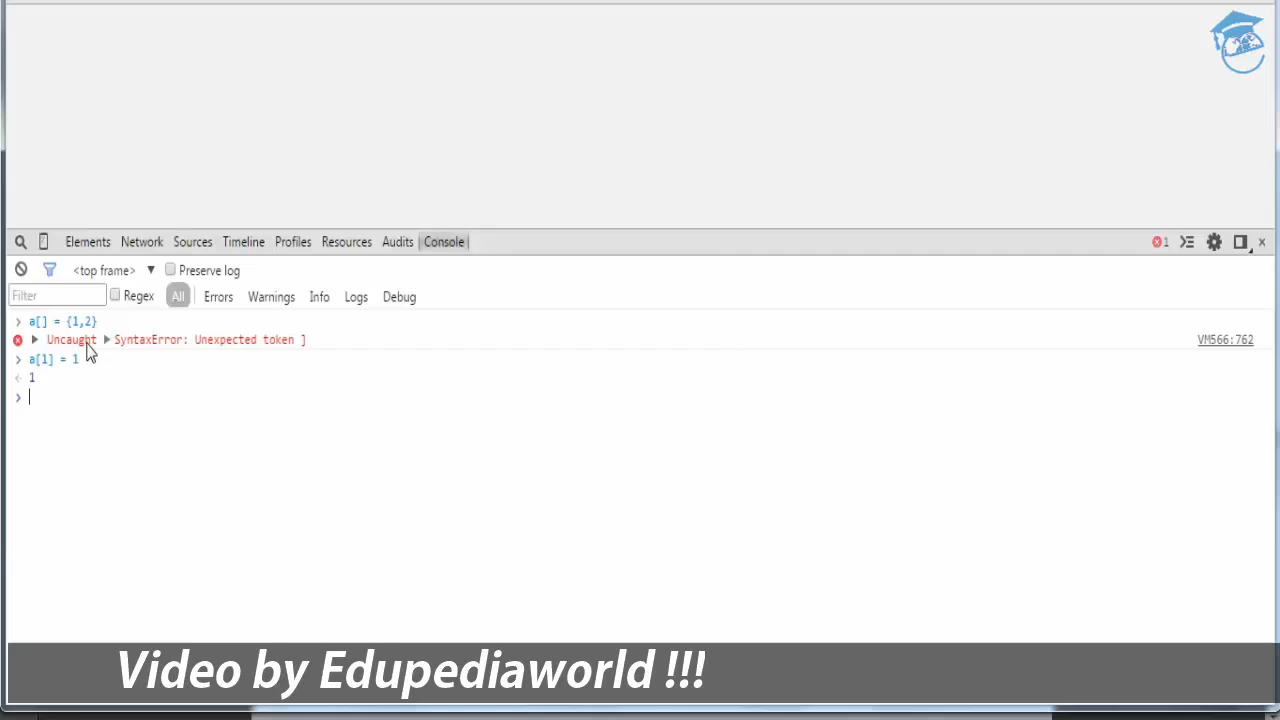 Elements Network Sources Timeline Profiles Resources Audits Console 1
<top frame> Preserve log
Filter Regex All Errors Warnings Info Logs Debug
a[] = {1,2}
Uncaught SyntaxError: Unexpected token ] VM566:762
a[1] = 1
1
Video by Edupediaworld !!!